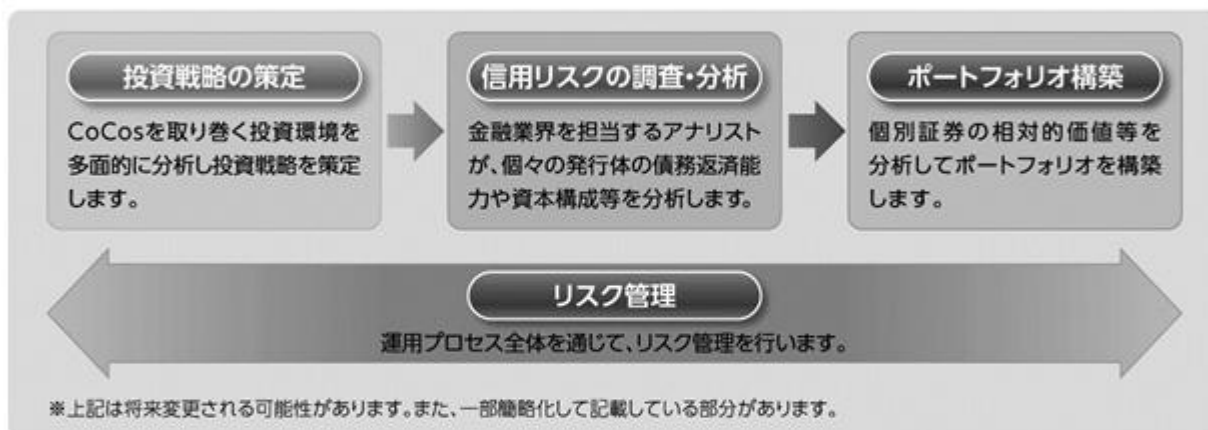 投資戦略の策定
CoCosを取り巻く投資環境を
多面的に分析し投資戦略を策定
します。
信用リスクの調査・分析
金融業界を担当するアナリスト
が、個々の発行体の債務返済能
力や資本構成等を分析します。
ポートフォリオ構築
個別証券の相対的価値等を
分析してポートフォリオを構築
します。
リスク管理
運用プロセス全体を通じて、リスク管理を行います。
※上記は将来変更される可能性があります。また、一部簡略化して記載している部分があります。